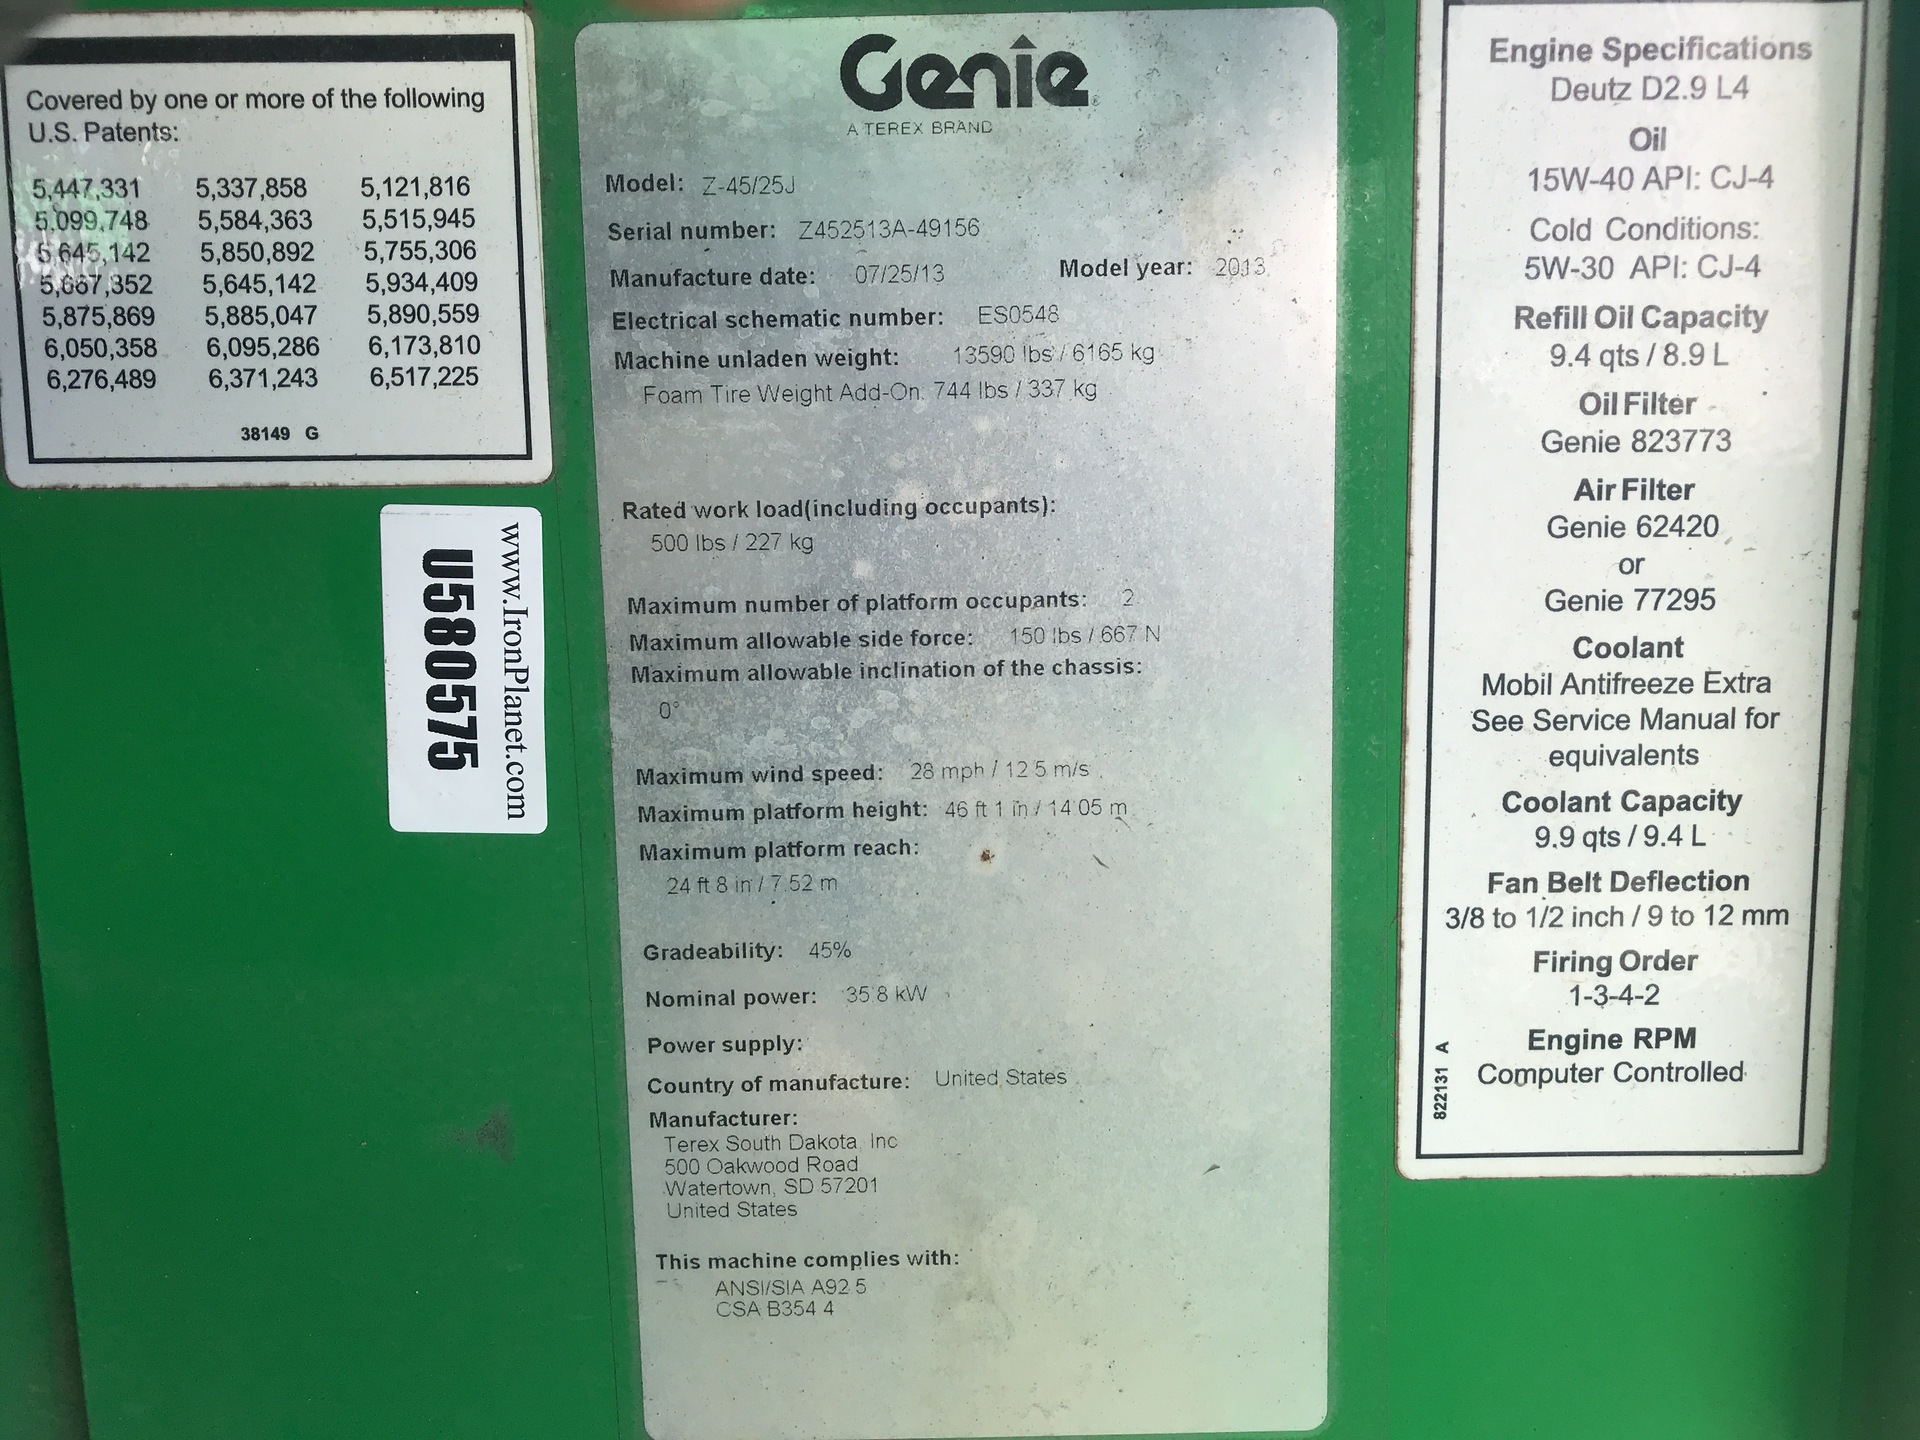 Covered by one or more of the following
U.S. Patents:
5,447,331 5,337,858 5,121,816
5,099,748 5,584,363 5,515,945
5,645,142 5,850,892 5,755,306
5,667,352 5,645,142 5,934,409
5,875,869 5,885,047 5,890,559
6,050,358 6,095,286 6,173,810
6,276,489 6,371,243 6,517,225
38149 G
www.IronPlanet.com
U580575
Genie
A TEREX BRAND
Model: Z-45/25J
Serial number: Z452513A-49156
Manufacture date: 07/25/13 Model year: 2013
Electrical schematic number: ES0548
Machine unladen weight: 13590 lbs / 6165 kg
Foam Tire Weight Add-On: 744 lbs / 337 kg
Rated work load(including occupants):
500 lbs / 227 kg
Maximum number of platform occupants: 2
Maximum allowable side force: 150 lbs / 667 N
Maximum allowable inclination of the chassis:
0°
Maximum wind speed: 28 mph / 12.5 m/s
Maximum platform height: 46 ft 1 in / 14.05 m
Maximum platform reach:
24 ft 8 in / 7.52 m
Gradeability: 45%
Nominal power: 35.8 kW
Power supply:
Country of manufacture: United States
Manufacturer:
Terex South Dakota, Inc
500 Oakwood Road
Watertown, SD 57201
United States
This machine complies with:
ANSI/SIA A92.5
CSA B354.4
Engine Specifications
Deutz D2.9 L4
Oil
15W-40 API: CJ-4
Cold Conditions:
5W-30 API: CJ-4
Refill Oil Capacity
9.4 qts / 8.9 L
Oil Filter
Genie 823773
Air Filter
Genie 62420
or
Genie 77295
Coolant
Mobil Antifreeze Extra
See Service Manual for
equivalents
Coolant Capacity
9.9 qts / 9.4 L
Fan Belt Deflection
3/8 to 1/2 inch / 9 to 12 mm
Firing Order
1-3-4-2
Engine RPM
Computer Controlled
822131 A